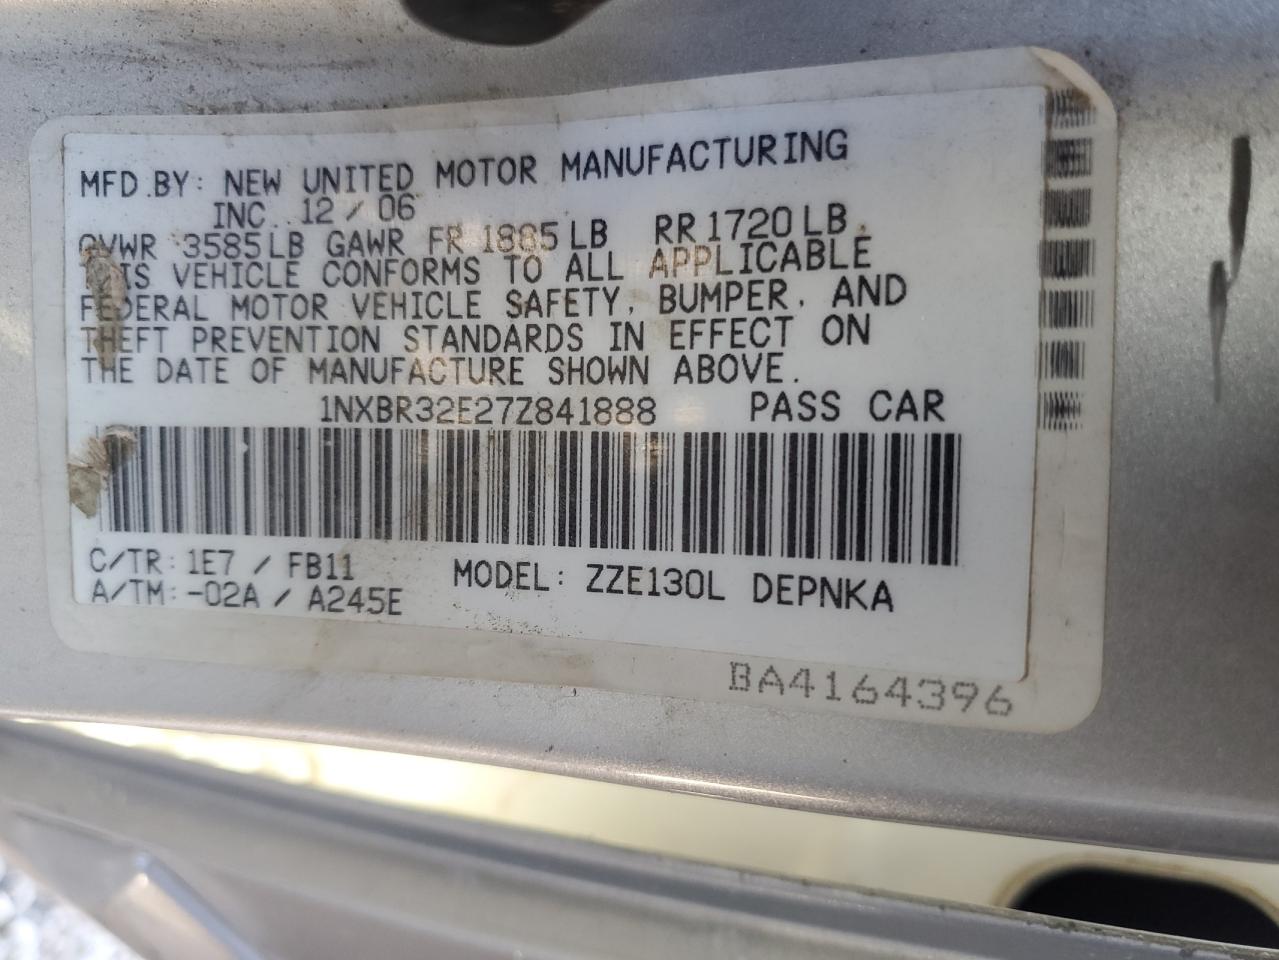 MFD.BY: NEW UNITED MOTOR MANUFACTURING
INC. 12 / 06
GVWR 3585LB GAWR FR 1885LB RR1720LB.
THIS VEHICLE CONFORMS TO ALL APPLICABLE
FEDERAL MOTOR VEHICLE SAFETY, BUMPER, AND
THEFT PREVENTION STANDARDS IN EFFECT ON
THE DATE OF MANUFACTURE SHOWN ABOVE.
1NXBR32E27Z841888 PASS CAR
C/TR: 1E7 / FB11 MODEL: ZZE130L DEPNKA
A/TM:-02A / A245E
BA4164396